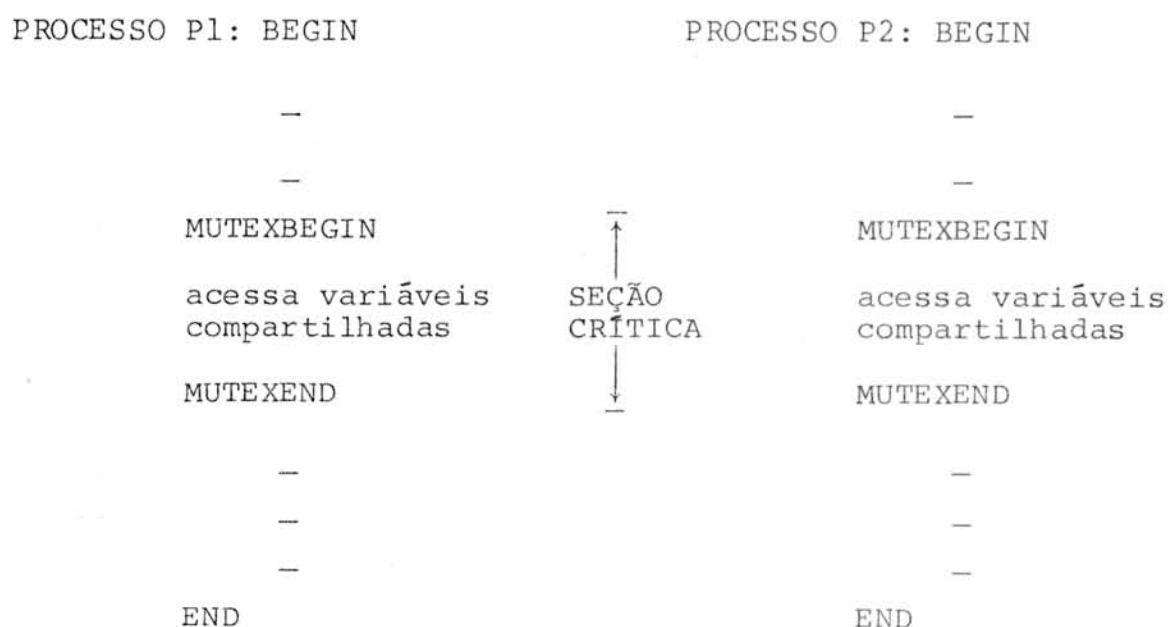 PROCESSO P1: BEGIN PROCESSO P2: BEGIN
— —
— —
MUTEXBEGIN MUTEXBEGIN
acessa variáveis SEÇÃO acessa variáveis
compartilhadas CRÍTICA compartilhadas
MUTEXEND MUTEXEND
— —
— —
— —
END END